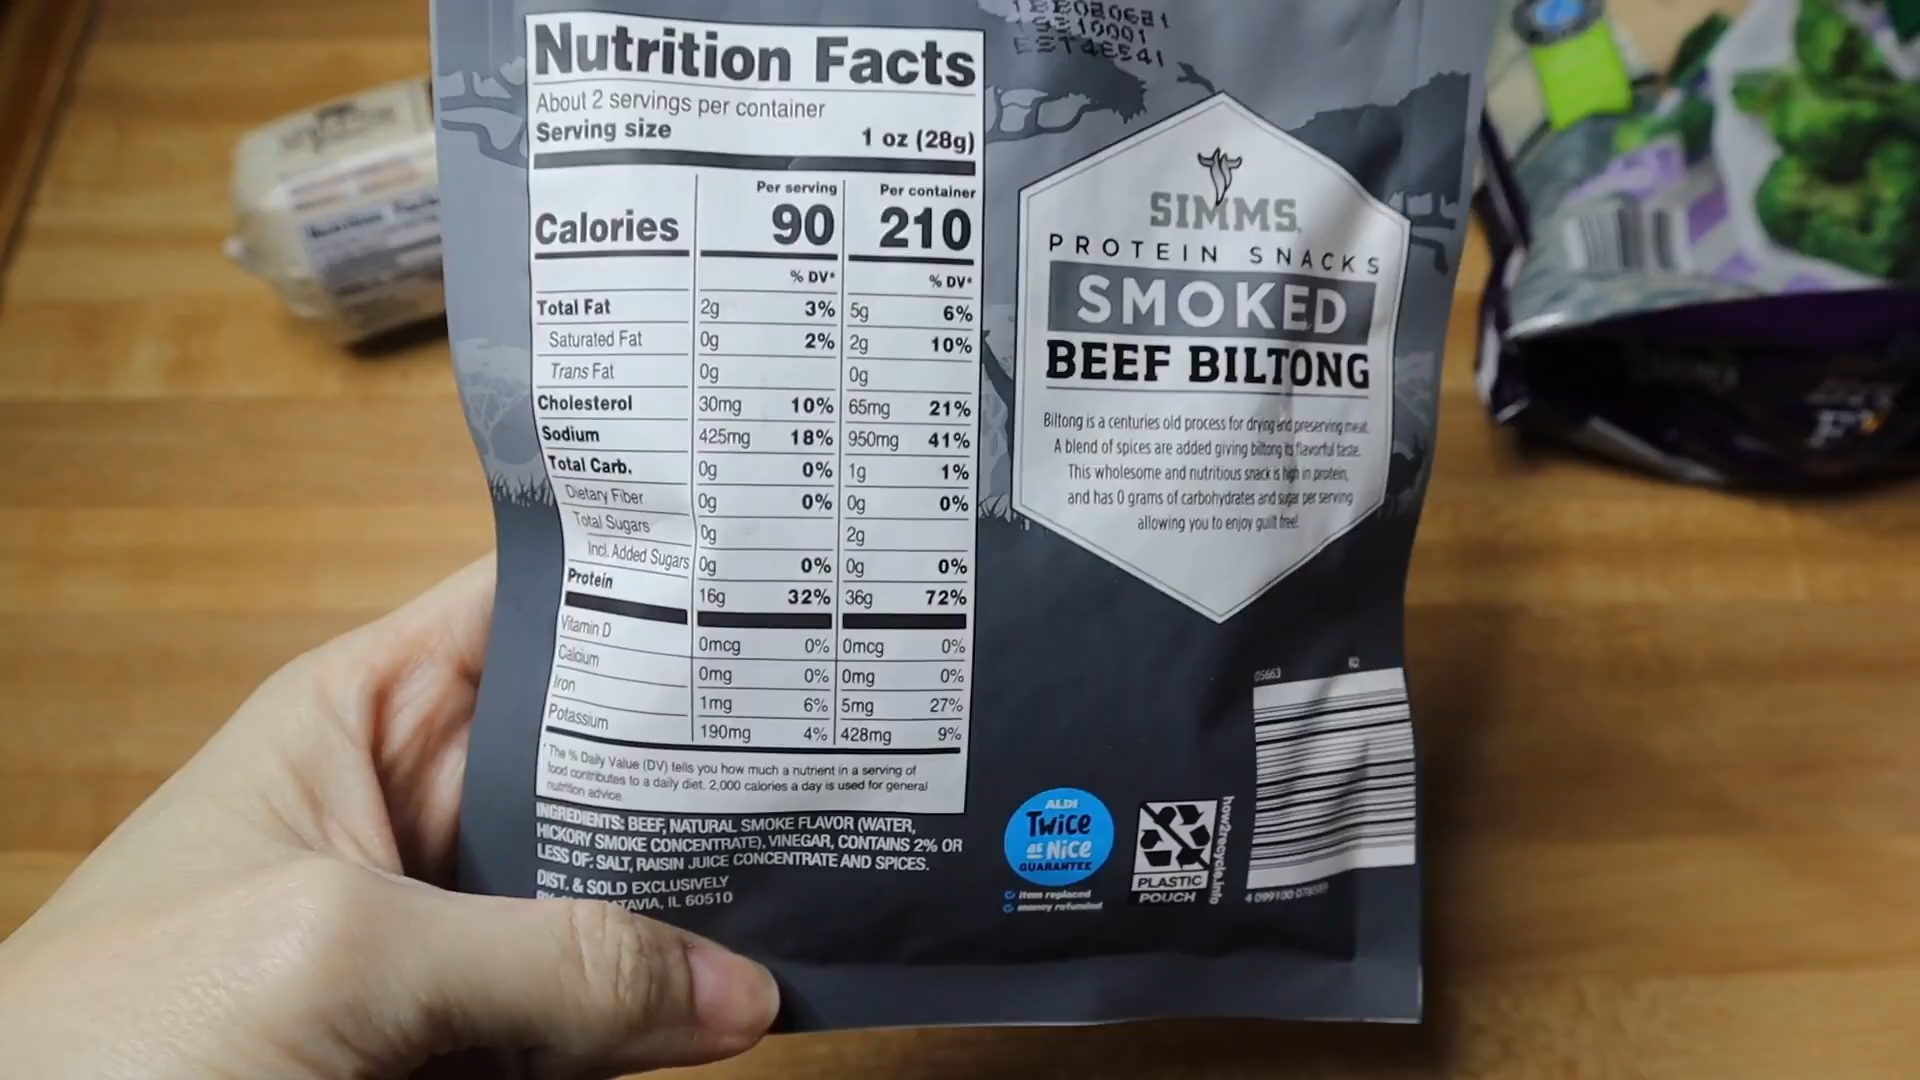 Nutrition Facts
About 2 servings per container
Serving size 1 oz (28g)
Per serving Per container
Calories 90 210
% DV* % DV*
Total Fat 2g 3% 5g 6%
Saturated Fat 0g 2% 2g 10%
Trans Fat 0g 0g
Cholesterol 30mg 10% 65mg 21%
Sodium 425mg 18% 950mg 41%
Total Carb. 0g 0% 1g 1%
Dietary Fiber 0g 0% 0g 0%
Total Sugars 0g 2g
Incl. Added Sugars 0g 0% 0g 0%
Protein 16g 32% 36g 72%
Vitamin D 0mcg 0% 0mcg 0%
Calcium 0mg 0% 0mg 0%
Iron 1mg 6% 5mg 27%
Potassium 190mg 4% 428mg 9%
* The % Daily Value (DV) tells you how much a nutrient in a serving of
food contributes to a daily diet. 2,000 calories a day is used for general
nutrition advice.
INGREDIENTS: BEEF, NATURAL SMOKE FLAVOR (WATER,
HICKORY SMOKE CONCENTRATE), VINEGAR, CONTAINS 2% OR
LESS OF: SALT, RAISIN JUICE CONCENTRATE AND SPICES.
DIST. & SOLD EXCLUSIVELY
IL 60510
SIMMS
PROTEIN SNACKS
SMOKED
BEEF BILTONG
Biltong is a centuries old process for drying and preserving meat.
A blend of spices are added giving biltong its flavorful taste.
This wholesome and nutritious snack is high in protein,
and has 0 grams of carbohydrates and sugar per serving
allowing you to enjoy guilt free!
ALDI
Twice
as Nice
GUARANTEE
item replaced
money refunded
PLASTIC
POUCH
how2recycle.info
05663 R2